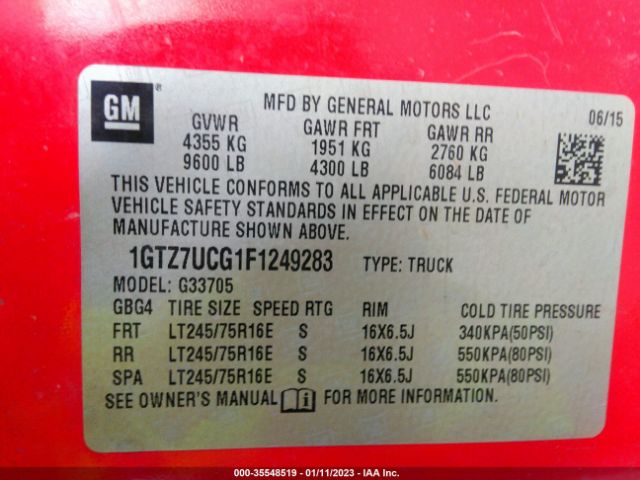 GM ®
MFD BY GENERAL MOTORS LLC
06/15
GVWR GAWR FRT GAWR RR
4355 KG 1951 KG 2760 KG
9600 LB 4300 LB 6084 LB
THIS VEHICLE CONFORMS TO ALL APPLICABLE U.S. FEDERAL MOTOR
VEHICLE SAFETY STANDARDS IN EFFECT ON THE DATE OF
MANUFACTURE SHOWN ABOVE.
1GTZ7UCG1F1249283 TYPE: TRUCK
MODEL: G33705
GBG4 TIRE SIZE SPEED RTG RIM COLD TIRE PRESSURE
FRT LT245/75R16E S 16X6.5J 340KPA(50PSI)
RR LT245/75R16E S 16X6.5J 550KPA(80PSI)
SPA LT245/75R16E S 16X6.5J 550KPA(80PSI)
SEE OWNER'S MANUAL i FOR MORE INFORMATION.
000-35548519 - 01/11/2023 - IAA Inc.